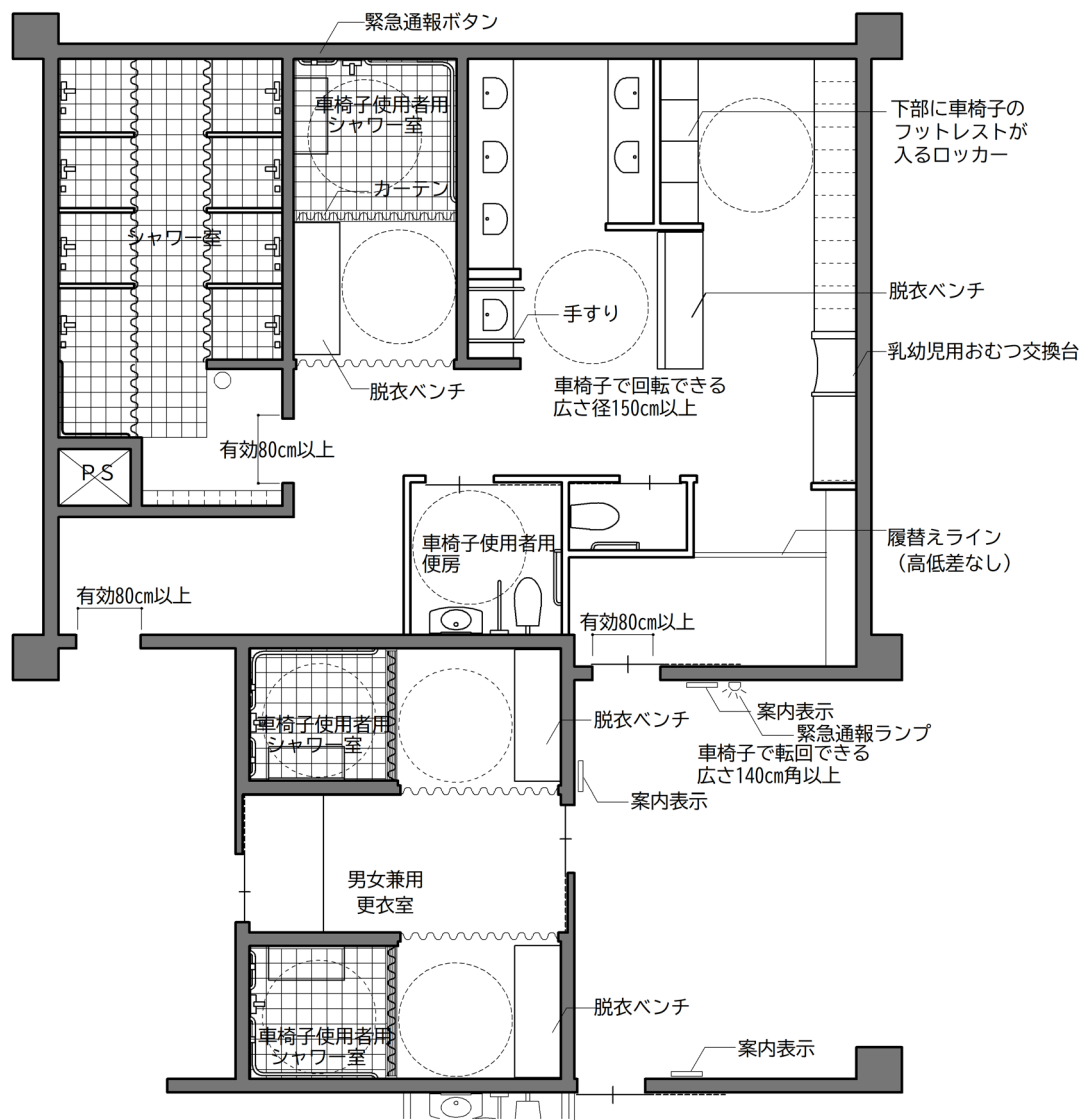 緊急通報ボタン
車椅子使用者用
シャワー室
下部に車椅子の
フットレストが
入るロッカー
カーテン
シャワー室
脱衣ベンチ
手すり
乳幼児用おむつ交換台
脱衣ベンチ
車椅子で回転できる
広さ径150cm以上
有効80cm以上
PS
車椅子使用者用
便房
履替えライン
（高低差なし）
有効80cm以上
有効80cm以上
車椅子使用者用
シャワー室
脱衣ベンチ
案内表示
緊急通報ランプ
車椅子で転回できる
広さ140cm角以上
案内表示
男女兼用
更衣室
脱衣ベンチ
車椅子使用者用
シャワー室
案内表示